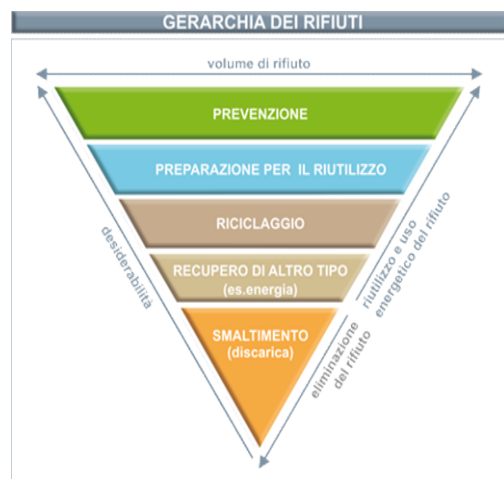 GERARCHIA DEI RIFIUTI
volume di rifiuto
PREVENZIONE
PREPARAZIONE PER IL RIUTILIZZO
RICICLAGGIO
RECUPERO DI ALTRO TIPO
(es.energia)
SMALTIMENTO
(discarica)
desiderabilità
riutilizzo e uso
energetico del rifiuto
eliminazione
del rifiuto